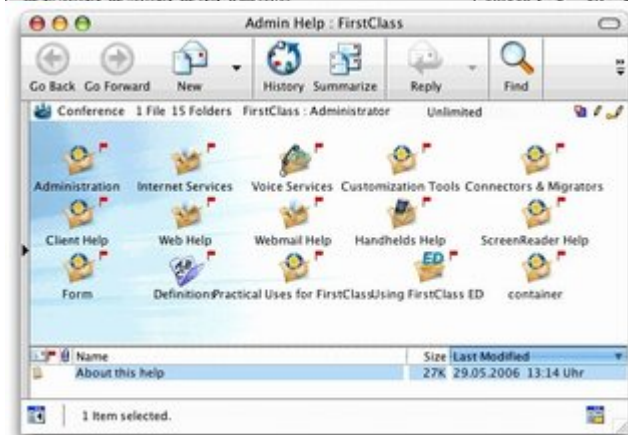 Admin Help : FirstClass
Go Back Go Forward New History Summarize Reply Find
Conference 1 File 15 Folders FirstClass : Administrator Unlimited
Administration Internet Services Voice Services Customization Tools Connectors & Migrators
Client Help Web Help Webmail Help Handhelds Help ScreenReader Help
ED
Form Definitions Practical Uses for FirstClass Using FirstClass ED container
Name Size Last Modified
About this help 27K 29.05.2006 13:14 Uhr
1 Item selected.